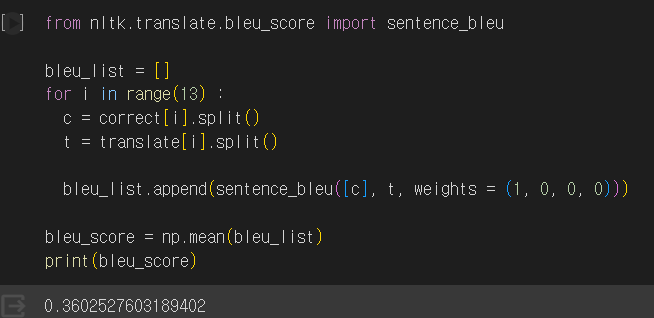 from nltk.translate.bleu_score import sentence_bleu
bleu_list = []
for i in range(13) :
  c = correct[i].split()
  t = translate[i].split()
  bleu_list.append(sentence_bleu([c], t, weights = (1, 0, 0, 0)))
bleu_score = np.mean(bleu_list)
print(bleu_score)
0.3602527603189402